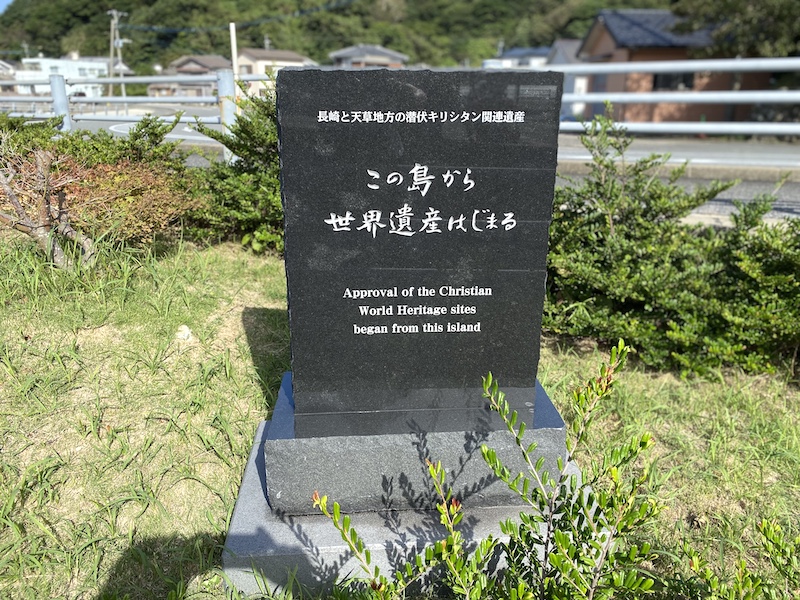 長崎と天草地方の潜伏キリシタン関連遺産
この島から
世界遺産はじまる
Approval of the Christian
World Heritage sites
began from this island